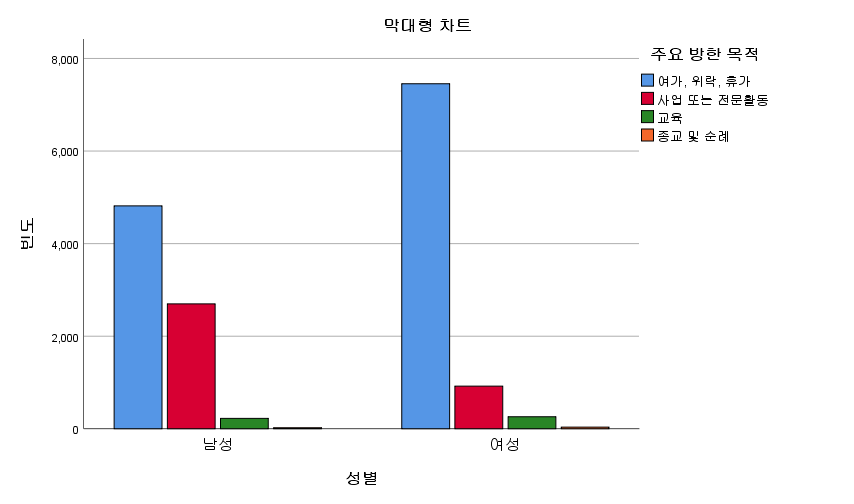 막대형 차트
주요 방한 목적
여가, 위락, 휴가
사업 또는 전문활동
교육
종교 및 순례
빈도
8,000
6,000
4,000
2,000
0
남성
여성
성별